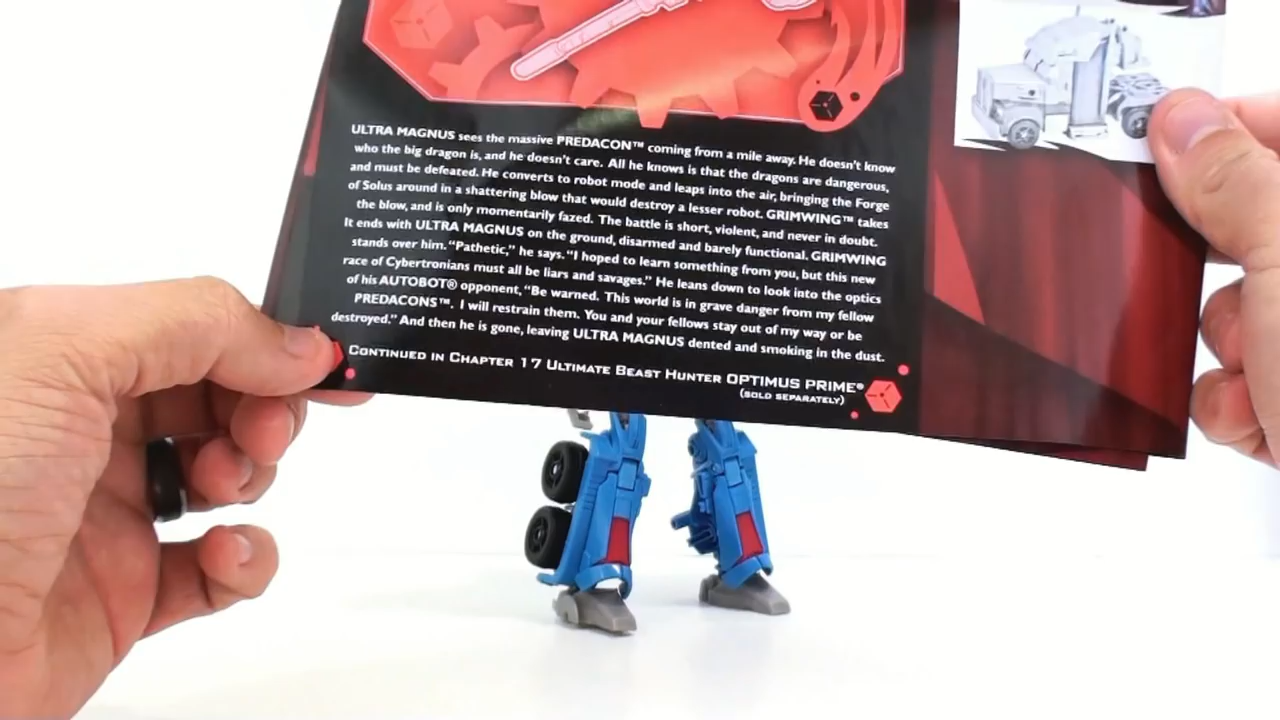 ULTRA MAGNUS sees the massive PREDACON™ coming from a mile away. He doesn't know
who the big dragon is, and he doesn't care. All he knows is that the dragons are dangerous,
and must be defeated. He converts to robot mode and leaps into the air, bringing the Forge
of Solus around in a shattering blow that would destroy a lesser robot. GRIMWING™ takes
the blow, and is only momentarily fazed. The battle is short, violent, and never in doubt.
It ends with ULTRA MAGNUS on the ground, disarmed and barely functional. GRIMWING
stands over him. "Pathetic," he says. "I hoped to learn something from you, but this new
race of Cybertronians must all be liars and savages." He leans down to look into the optics
of his AUTOBOT® opponent, "Be warned. This world is in grave danger from my fellow
PREDACONS™. I will restrain them. You and your fellows stay out of my way or be
destroyed." And then he is gone, leaving ULTRA MAGNUS dented and smoking in the dust.
Continued in Chapter 17 Ultimate Beast Hunter OPTIMUS PRIME®
(SOLD SEPARATELY)